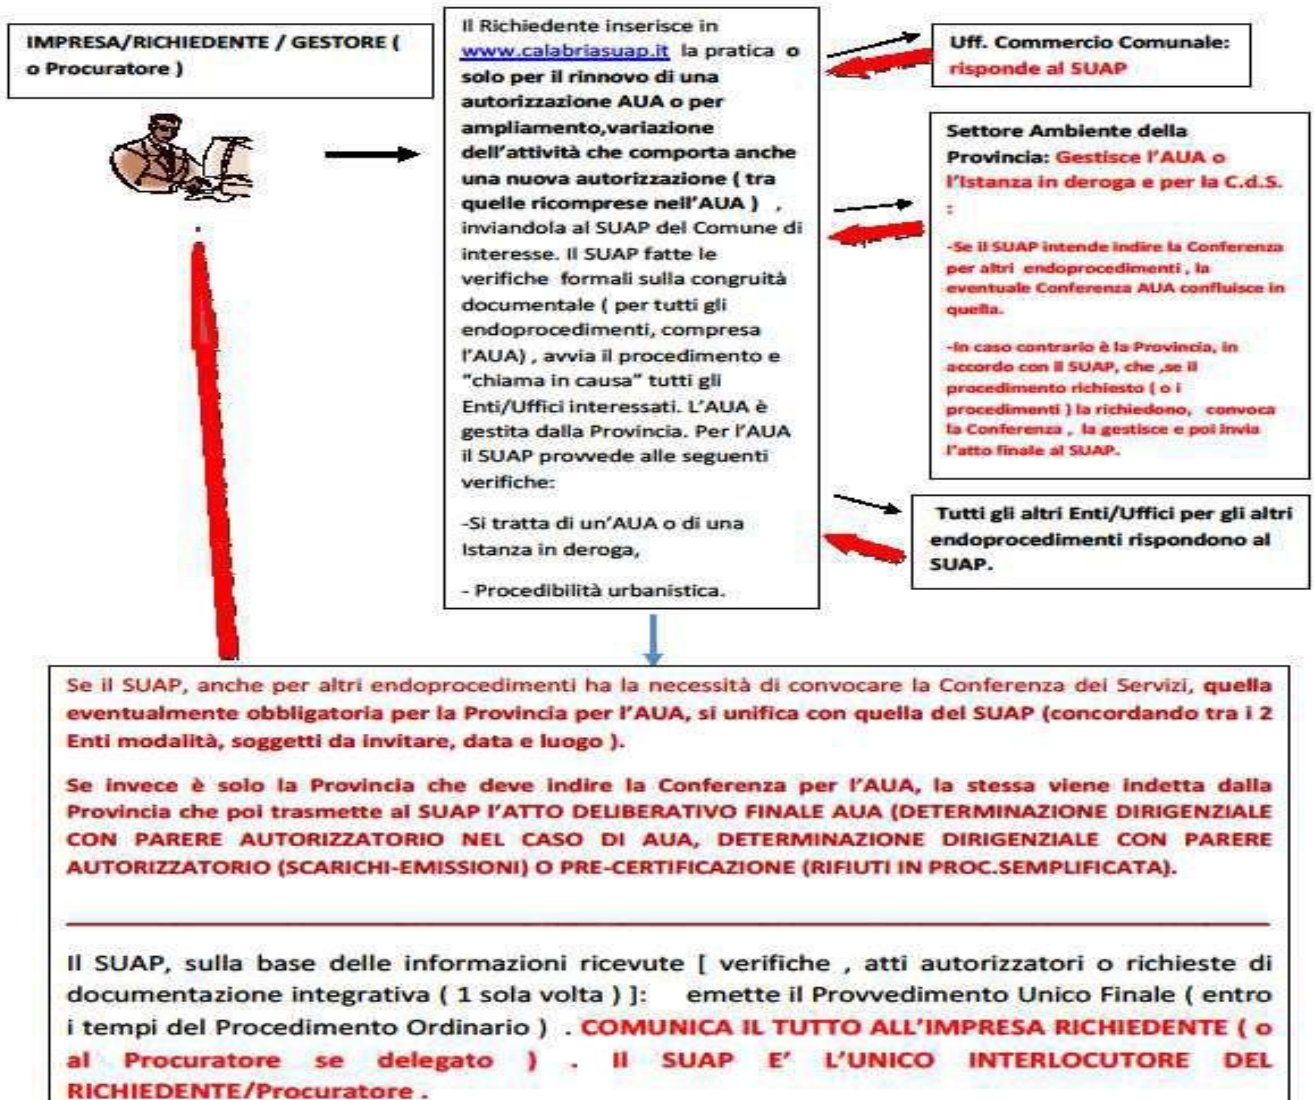 IMPRESA/RICHIEDENTE / GESTORE (
o Procuratore )
Il Richiedente inserisce in
www.calabriasuap.it la pratica o
solo per il rinnovo di una
autorizzazione AUA o per
ampliamento,variazione
dell'attività che comporta anche
una nuova autorizzazione ( tra
quelle ricomprese nell'AUA ) ,
inviandola al SUAP del Comune di
interesse. Il SUAP fatte le
verifiche formali sulla congruità
documentale ( per tutti gli
endoprocedimenti, compresa
l'AUA) , avvia il procedimento e
"chiama in causa" tutti gli
Enti/Uffici interessati. L'AUA è
gestita dalla Provincia. Per l'AUA
il SUAP provvede alle seguenti
verifiche:
-Si tratta di un'AUA o di una
Istanza in deroga,
- Procedibilità urbanistica.
Uff. Commercio Comunale:
risponde al SUAP
Settore Ambiente della
Provincia: Gestisce l'AUA o
l'Istanza in deroga e per la C.d.S.
:
-Se il SUAP intende indire la Conferenza
per altri endoprocedimenti , la
eventuale Conferenza AUA confluisce in
quella.
-In caso contrario è la Provincia, in
accordo con il SUAP, che ,se il
procedimento richiesto ( o i
procedimenti ) la richiedono, convoca
la Conferenza , la gestisce e poi invia
l'atto finale al SUAP.
Tutti gli altri Enti/Uffici per gli altri
endoprocedimenti rispondono al
SUAP.
Se il SUAP, anche per altri endoprocedimenti ha la necessità di convocare la Conferenza dei Servizi, quella
eventualmente obbligatoria per la Provincia per l'AUA, si unifica con quella del SUAP (concordando tra i 2
Enti modalità, soggetti da invitare, data e luogo ).
Se invece è solo la Provincia che deve indire la Conferenza per l'AUA, la stessa viene indetta dalla
Provincia che poi trasmette al SUAP l'ATTO DELIBERATIVO FINALE AUA (DETERMINAZIONE DIRIGENZIALE
CON PARERE AUTORIZZATORIO NEL CASO DI AUA, DETERMINAZIONE DIRIGENZIALE CON PARERE
AUTORIZZATORIO (SCARICHI-EMISSIONI) O PRE-CERTIFICAZIONE (RIFIUTI IN PROC.SEMPLIFICATA).
Il SUAP, sulla base delle informazioni ricevute [ verifiche , atti autorizzatori o richieste di
documentazione integrativa ( 1 sola volta ) ]: emette il Provvedimento Unico Finale ( entro
i tempi del Procedimento Ordinario ) . COMUNICA IL TUTTO ALL'IMPRESA RICHIEDENTE ( o
al Procuratore se delegato ) . Il SUAP E' L'UNICO INTERLOCUTORE DEL
RICHIEDENTE/Procuratore .